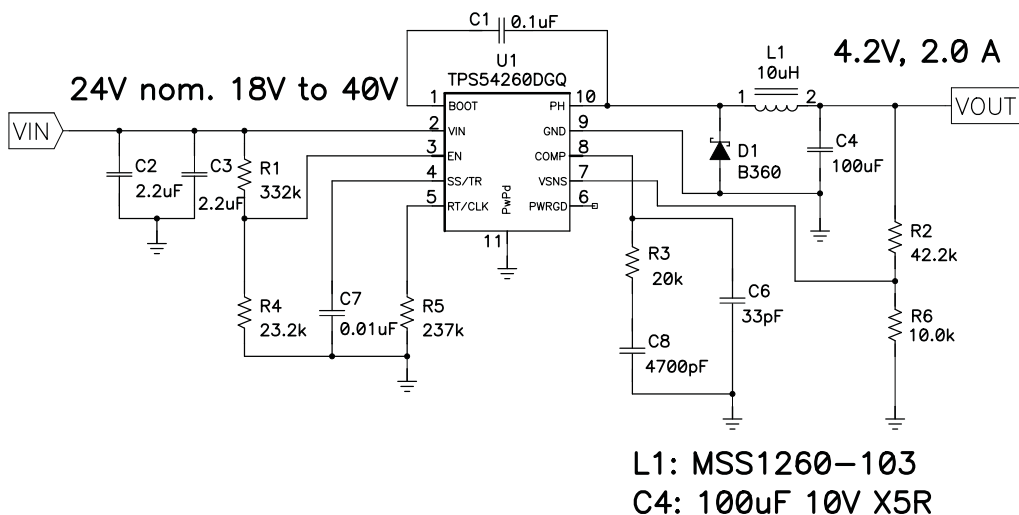 C1 0.1uF
U1
TPS54260DGQ
L1
10uH
4.2V, 2.0 A
24V nom. 18V to 40V
VIN
VOUT
1 BOOT PH 10
2 VIN GND 9
3 EN COMP 8
4 SS/TR VSNS 7
5 RT/CLK PWRGD 6
PwPd
11
1 2
C2
2.2uF
C3
2.2uF
R1
332k
D1
B360
C4
100uF
R2
42.2k
R3
20k
C6
33pF
R4
23.2k
C7
0.01uF
R5
237k
R6
10.0k
C8
4700pF
L1: MSS1260-103
C4: 100uF 10V X5R